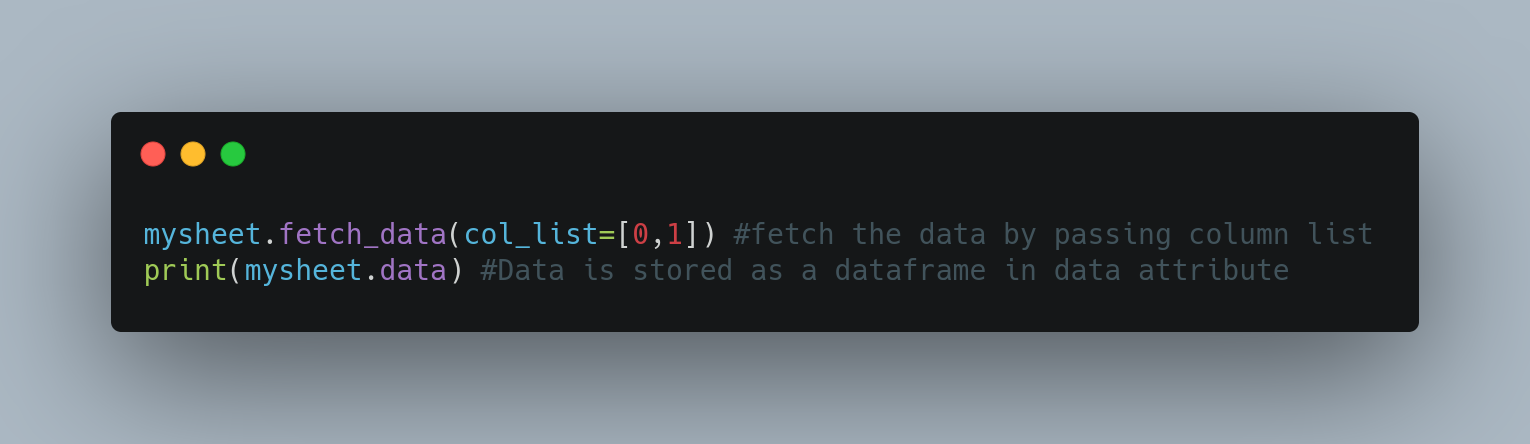 mysheet.fetch_data(col_list=[0,1]) #fetch the data by passing column list
print(mysheet.data) #Data is stored as a dataframe in data attribute